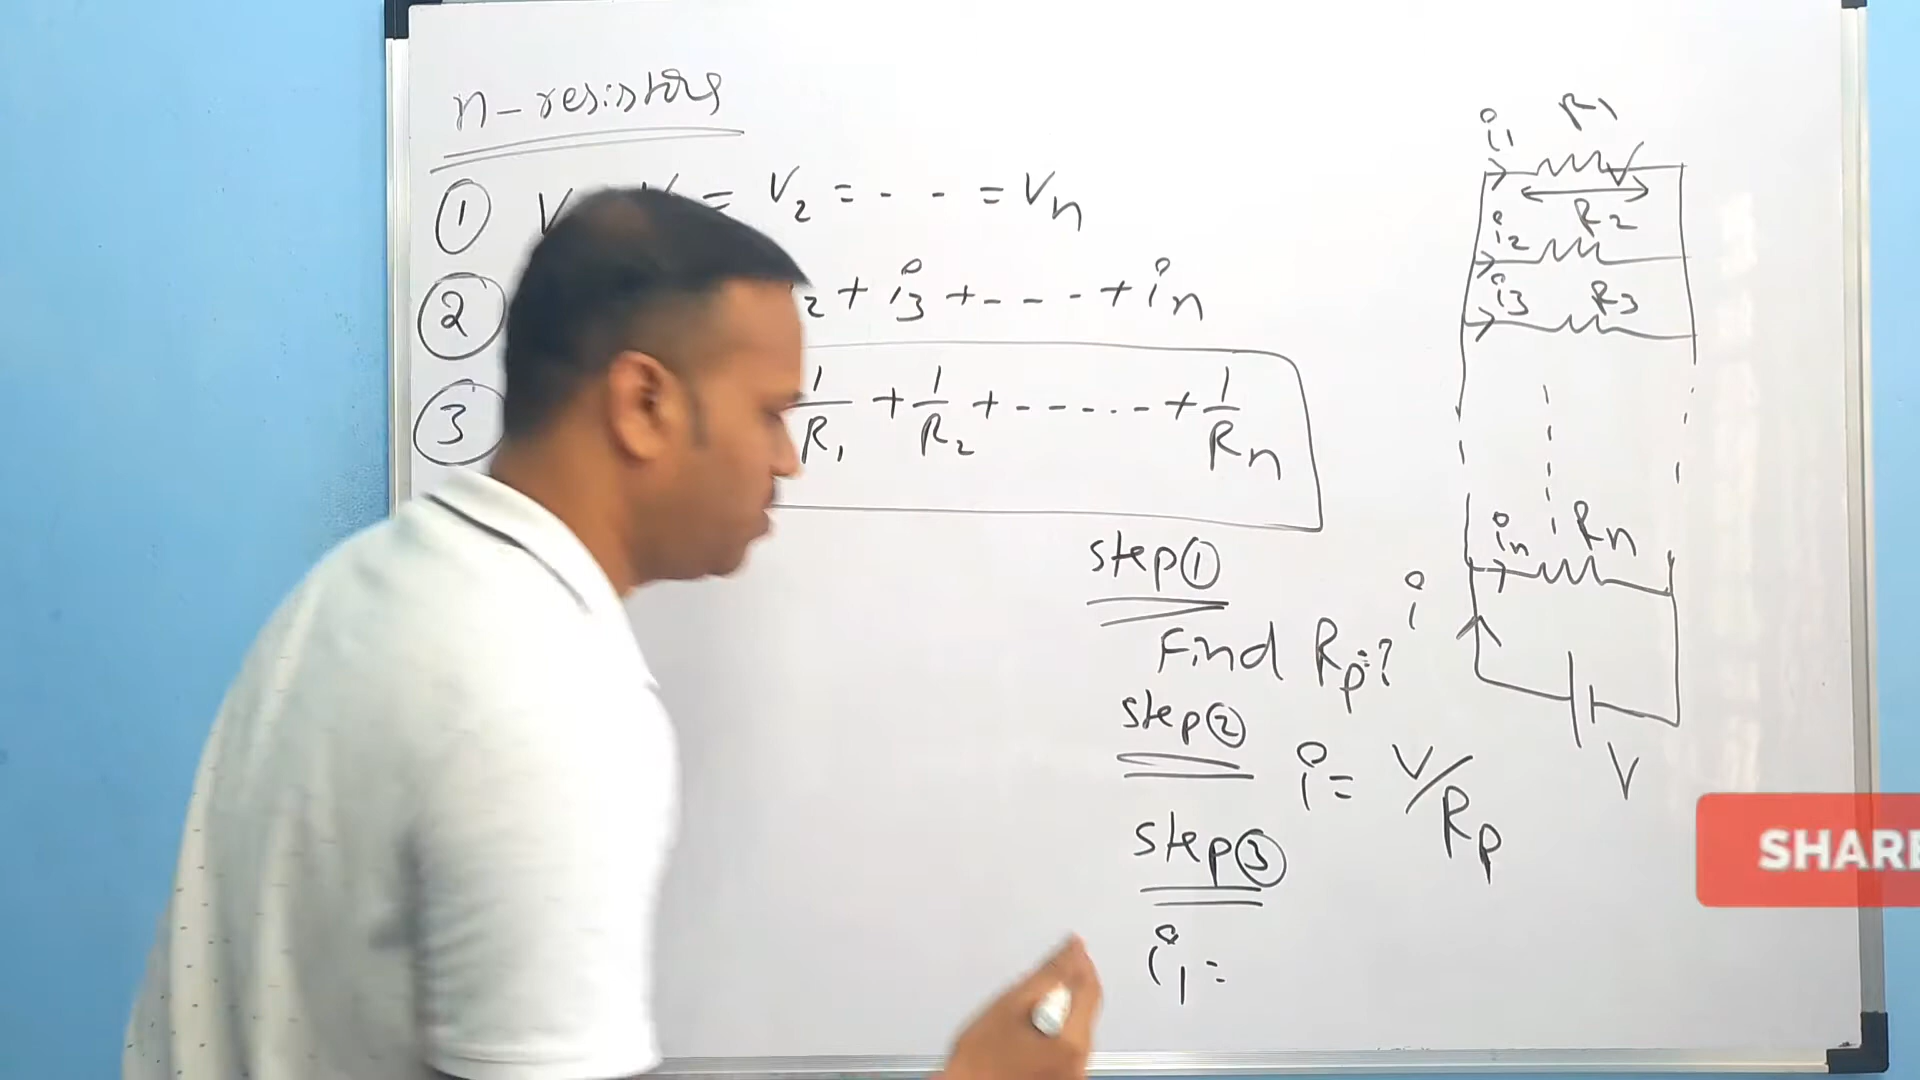 n-resistors
① V = V₂ = - - = Vn
② ₂ + i₃ + - - - + in
③ 1/R₁ + 1/R₂ + - - - - - + 1/Rn
step①
Find Rp=?
step②
i = V/Rp
step③
i₁ =
i1 R1
i2 R2
i3 R3
in Rn
i
V
SHARE